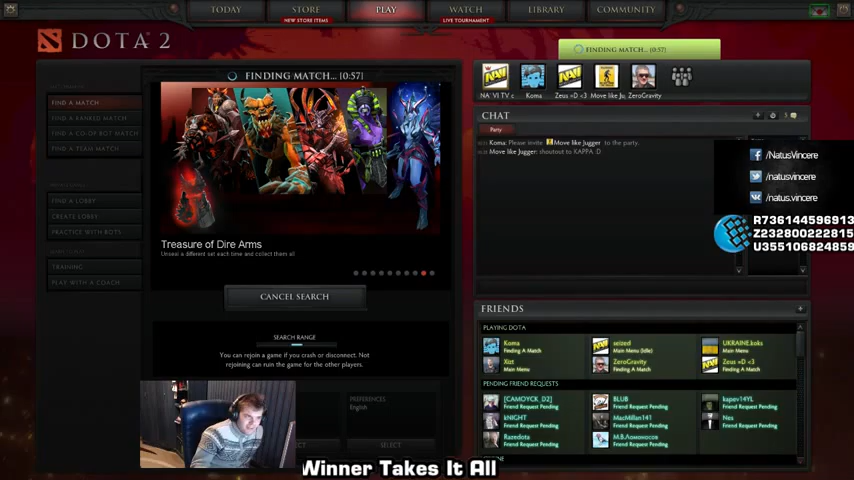 TODAY
STORE
NEW STORE ITEMS
PLAY
WATCH
LIVE TOURNAMENT
LIBRARY
COMMUNITY
DOTA 2
FINDING MATCH... [0:57]
FINDING MATCH... [0:57]
FIND A MATCH
FIND A RANKED MATCH
FIND A CO-OP BOT MATCH
FIND A TEAM MATCH
FIND A LOBBY
CREATE LOBBY
PRACTICE WITH BOTS
TRAINING
PLAY WITH A COACH
Treasure of Dire Arms
Unseal a different set each time and collect them all
CANCEL SEARCH
SEARCH RANGE
You can rejoin a game if you crash or disconnect. Not
rejoining can ruin the game for the other players.
PREFERENCES
English
SELECT
NA`VI TV c
Koma
Zeus =D <3
Move like Ju
ZeroGravity
CHAT
5
Party
Koma: Please invite Move like Jugger to the party.
Move like Jugger: shoutout to KAPPA :D
/NatusVincere
/natusvincere
/natus.vincere
R736144596913
Z232800222815
U355106824859
FRIENDS
PLAYING DOTA
Koma
Finding A Match
seized
Main Menu (Idle)
UKRAINE.koks
Main Menu
Xizt
Main Menu
ZeroGravity
Finding A Match
Zeus =D <3
Finding A Match
PENDING FRIEND REQUESTS
[CAMOYCK_D2]
Friend Request Pending
BLUB
Friend Request Pending
kapev14YL
Friend Request Pending
kNIGHT
Friend Request Pending
MacMillan141
Friend Request Pending
Nes
Friend Request Pending
Razedota
Friend Request Pending
М.В.Ломоносов
Friend Request Pending
Winner Takes It All